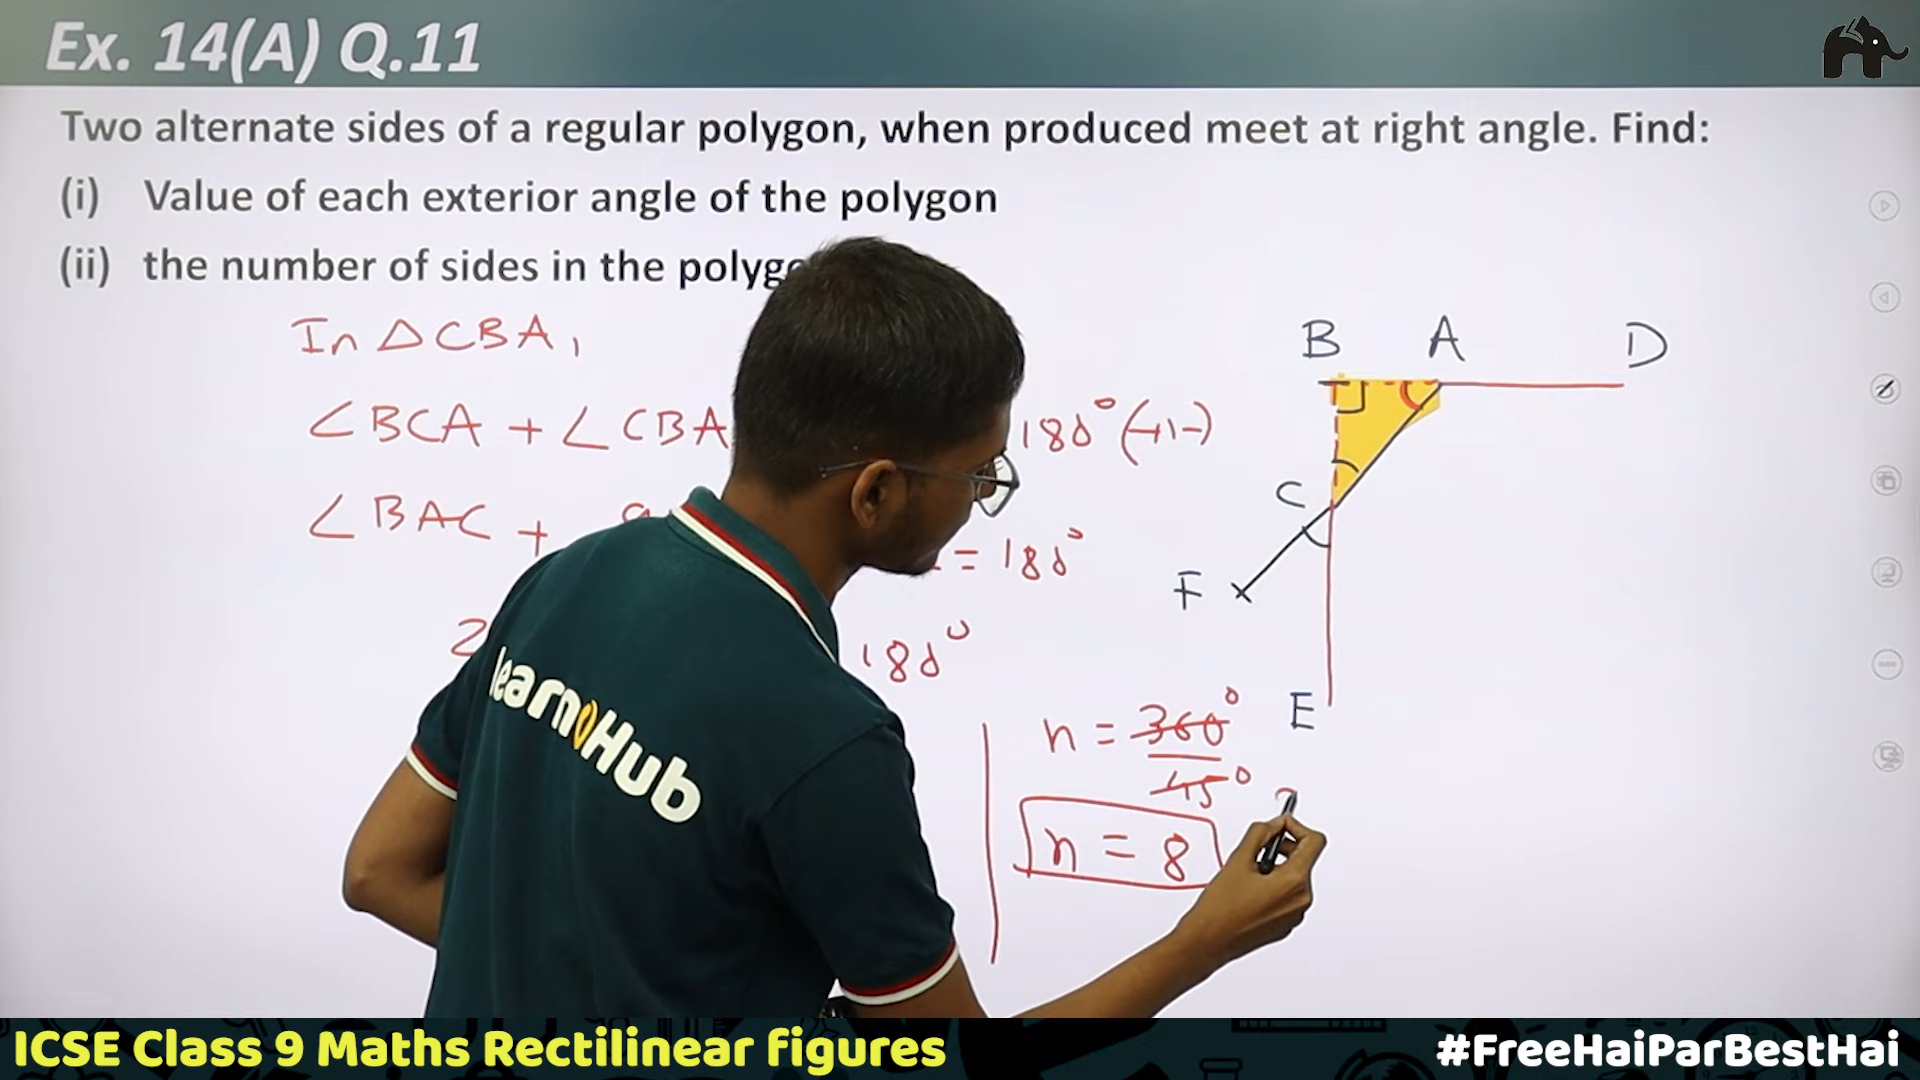 Ex. 14(A) Q.11
Two alternate sides of a regular polygon, when produced meet at right angle. Find:
(i) Value of each exterior angle of the polygon
(ii) the number of sides in the
In △CBA,
∠BCA + ∠CBA 180°
∠BAC + = 180°
2 180°
B A D
C
F
E
n = 360°
45°
n = 8
learnoHub
ICSE Class 9 Maths Rectilinear figures
#FreeHaiParBestHai